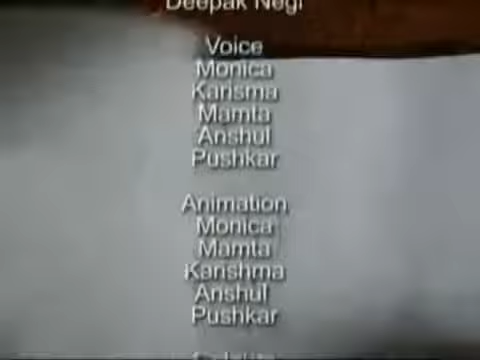 Deepak Negi
Voice
Monica
Karisma
Mamta
Anshul
Pushkar
Animation
Monica
Mamta
Karishma
Anshul
Pushkar